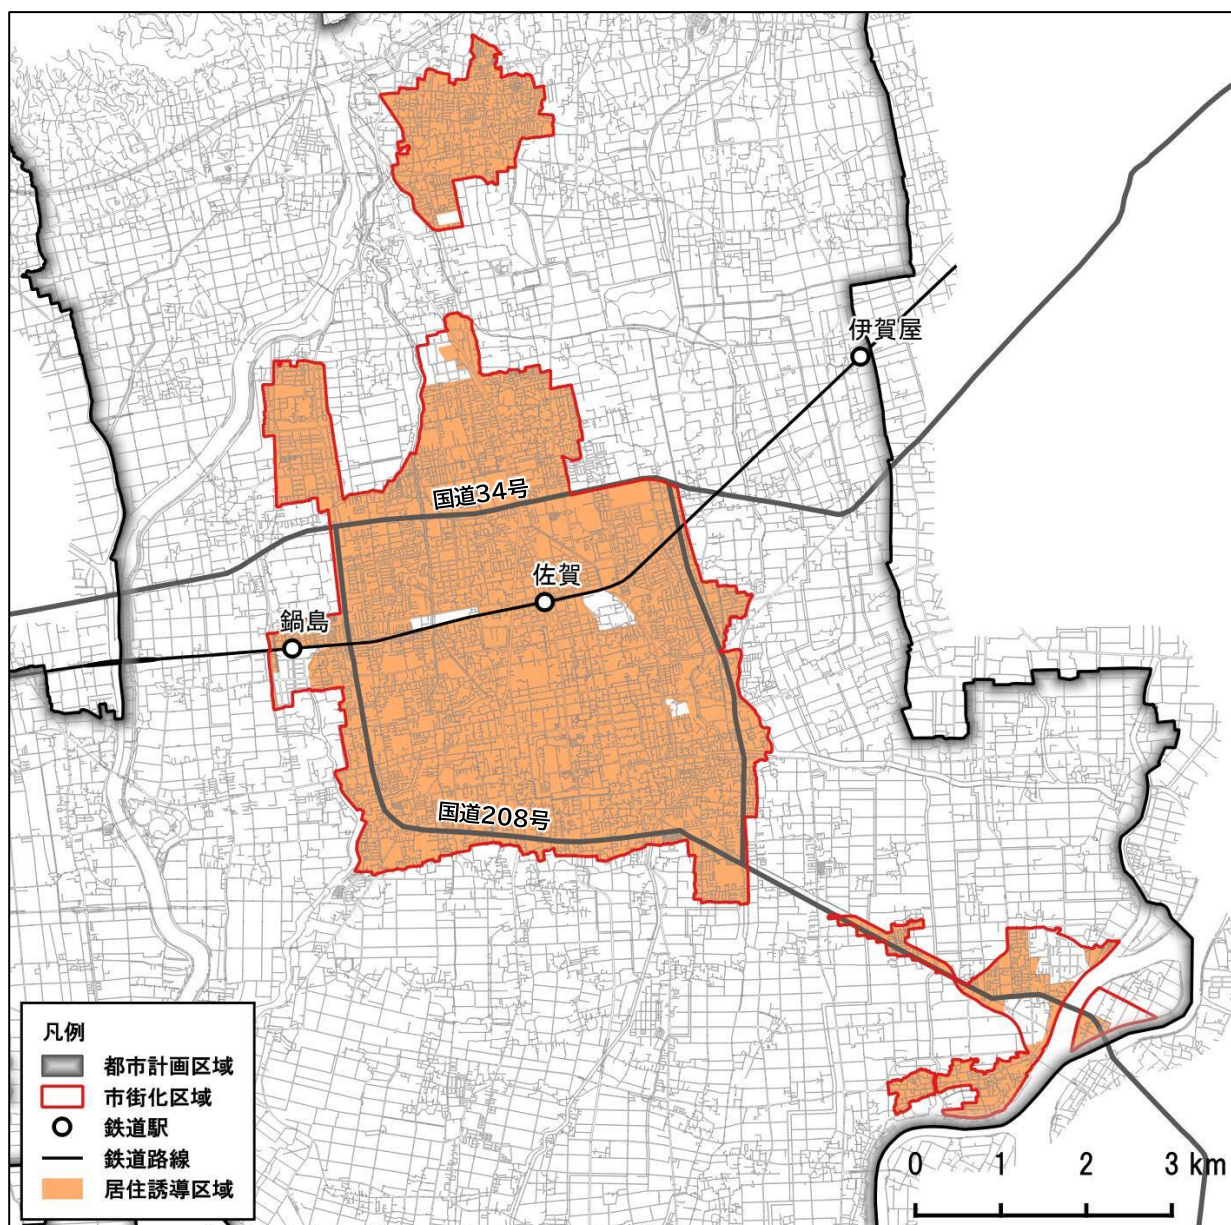 伊賀屋
国道34号
佐賀
鍋島
国道208号
凡例
都市計画区域
市街化区域
鉄道駅
鉄道路線
居住誘導区域
0 1 2 3 km